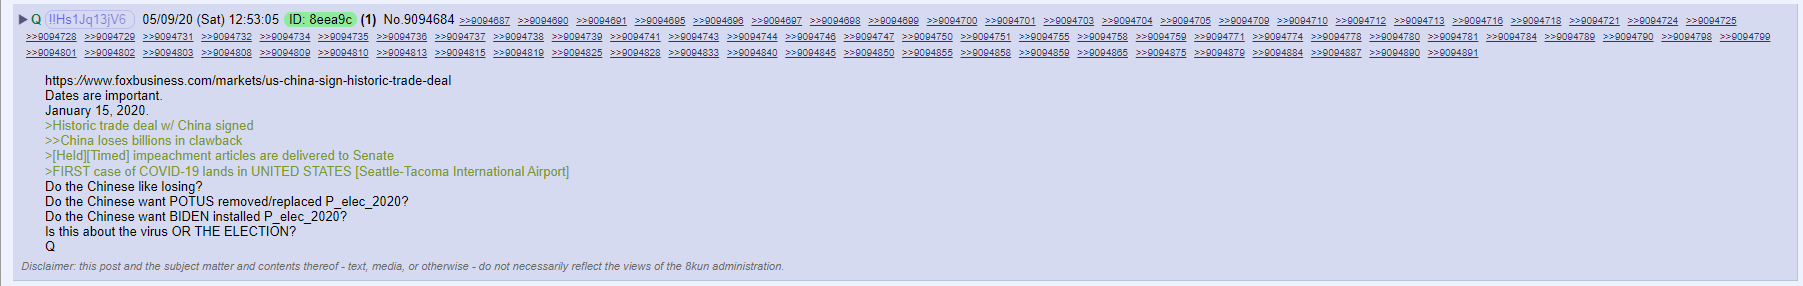 ▶ Q !!Hs1Jq13jV6 05/09/20 (Sat) 12:53:05 ID: 8eea9c (1) No.9094684 >>9094687 >>9094690 >>9094691 >>9094695 >>9094696 >>9094697 >>9094698 >>9094699 >>9094700 >>9094701 >>9094703 >>9094704 >>9094705 >>9094709 >>9094710 >>9094712 >>9094713 >>9094716 >>9094718 >>9094721 >>9094724 >>9094725
>>9094728 >>9094729 >>9094731 >>9094732 >>9094734 >>9094735 >>9094736 >>9094737 >>9094738 >>9094739 >>9094741 >>9094743 >>9094744 >>9094746 >>9094747 >>9094750 >>9094751 >>9094755 >>9094758 >>9094759 >>9094771 >>9094774 >>9094778 >>9094780 >>9094781 >>9094784 >>9094789 >>9094790 >>9094798 >>9094799
>>9094801 >>9094802 >>9094803 >>9094808 >>9094809 >>9094810 >>9094813 >>9094815 >>9094819 >>9094825 >>9094828 >>9094833 >>9094840 >>9094845 >>9094850 >>9094855 >>9094858 >>9094865 >>9094875 >>9094879 >>9094884 >>9094887 >>9094890 >>9094891
https://www.foxbusiness.com/markets/us-china-sign-historic-trade-deal
Dates are important.
January 15, 2020.
>Historic trade deal w/ China signed
>>China loses billions in clawback
>[Held][Timed] impeachment articles are delivered to Senate
>FIRST case of COVID-19 lands in UNITED STATES [Seattle-Tacoma International Airport]
Do the Chinese like losing?
Do the Chinese want POTUS removed/replaced P_elec_2020?
Do the Chinese want BIDEN installed P_elec_2020?
Is this about the virus OR THE ELECTION?
Q
Disclaimer: this post and the subject matter and contents thereof - text, media, or otherwise - do not necessarily reflect the views of the 8kun administration.